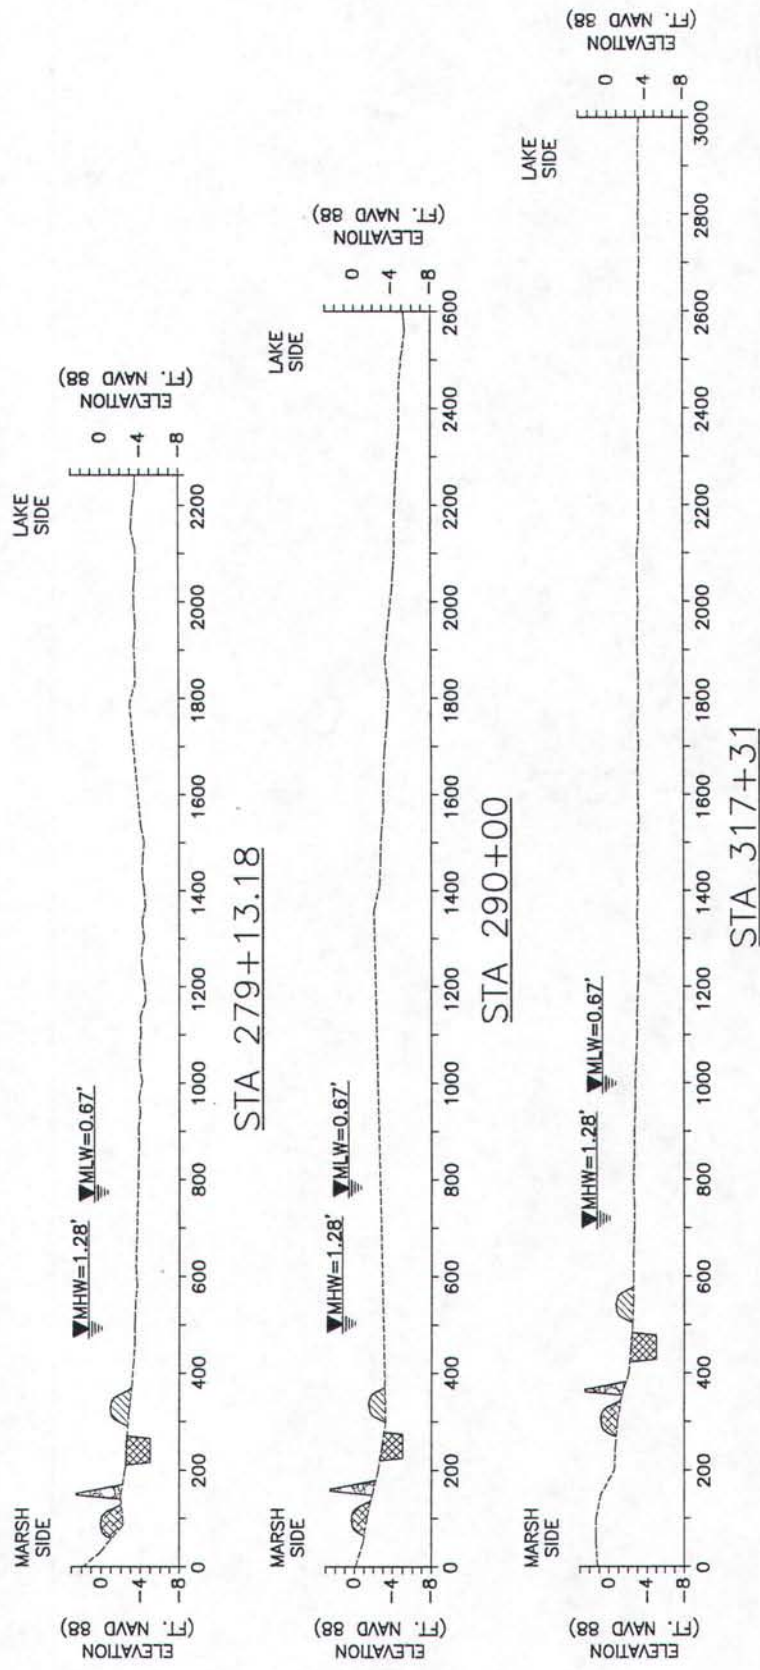 MARSH
SIDE
LAKE
SIDE
MHW=1.28'
MLW=0.67'
ELEVATION
(FT. NAVD 88)
0
-4
-8
ELEVATION
(FT. NAVD 88)
0
-4
-8
0 200 400 600 800 1000 1200 1400 1600 1800 2000 2200
STA 279+13.18
MARSH
SIDE
LAKE
SIDE
MHW=1.28'
MLW=0.67'
ELEVATION
(FT. NAVD 88)
0
-4
-8
ELEVATION
(FT. NAVD 88)
0
-4
-8
0 200 400 600 800 1000 1200 1400 1600 1800 2000 2200 2400 2600
STA 290+00
MARSH
SIDE
LAKE
SIDE
MHW=1.28'
MLW=0.67'
ELEVATION
(FT. NAVD 88)
0
-4
-8
ELEVATION
(FT. NAVD 88)
0
-4
-8
0 200 400 600 800 1000 1200 1400 1600 1800 2000 2200 2400 2600 2800 3000
STA 317+31